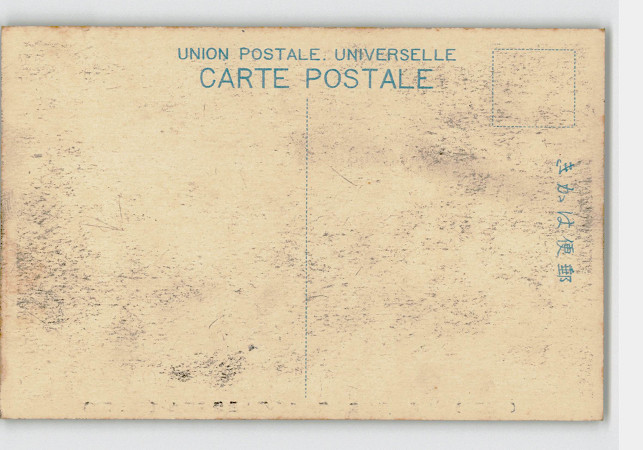 UNION POSTALE. UNIVERSELLE
CARTE POSTALE
郵便はかき